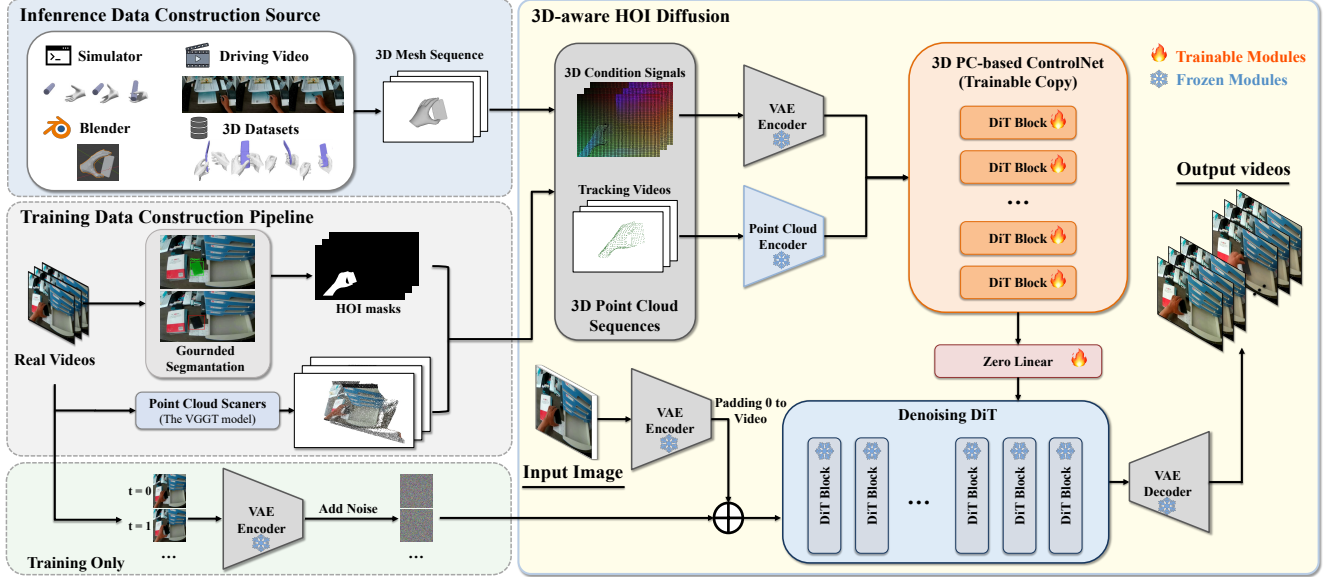 Infenrence Data Construction Source
Simulator
Driving Video
Blender
3D Datasets
3D Mesh Sequence
Training Data Construction Pipeline
Real Videos
Gournded
Segmantation
HOI masks
Point Cloud Scaners
(The VGGT model)
t = 0
t = 1
...
VAE
Encoder
Add Noise
...
Training Only
3D-aware HOI Diffusion
3D Condition Signals
Tracking Videos
3D Point Cloud
Sequences
VAE
Encoder
Point Cloud
Encoder
3D PC-based ControlNet
(Trainable Copy)
DiT Block
DiT Block
...
DiT Block
DiT Block
Trainable Modules
Frozen Modules
Zero Linear
Input Image
VAE
Encoder
Padding 0 to
Video
Denoising DiT
DiT Block
DiT Block
...
DiT Block
DiT Block
DiT Block
VAE
Decoder
Output videos